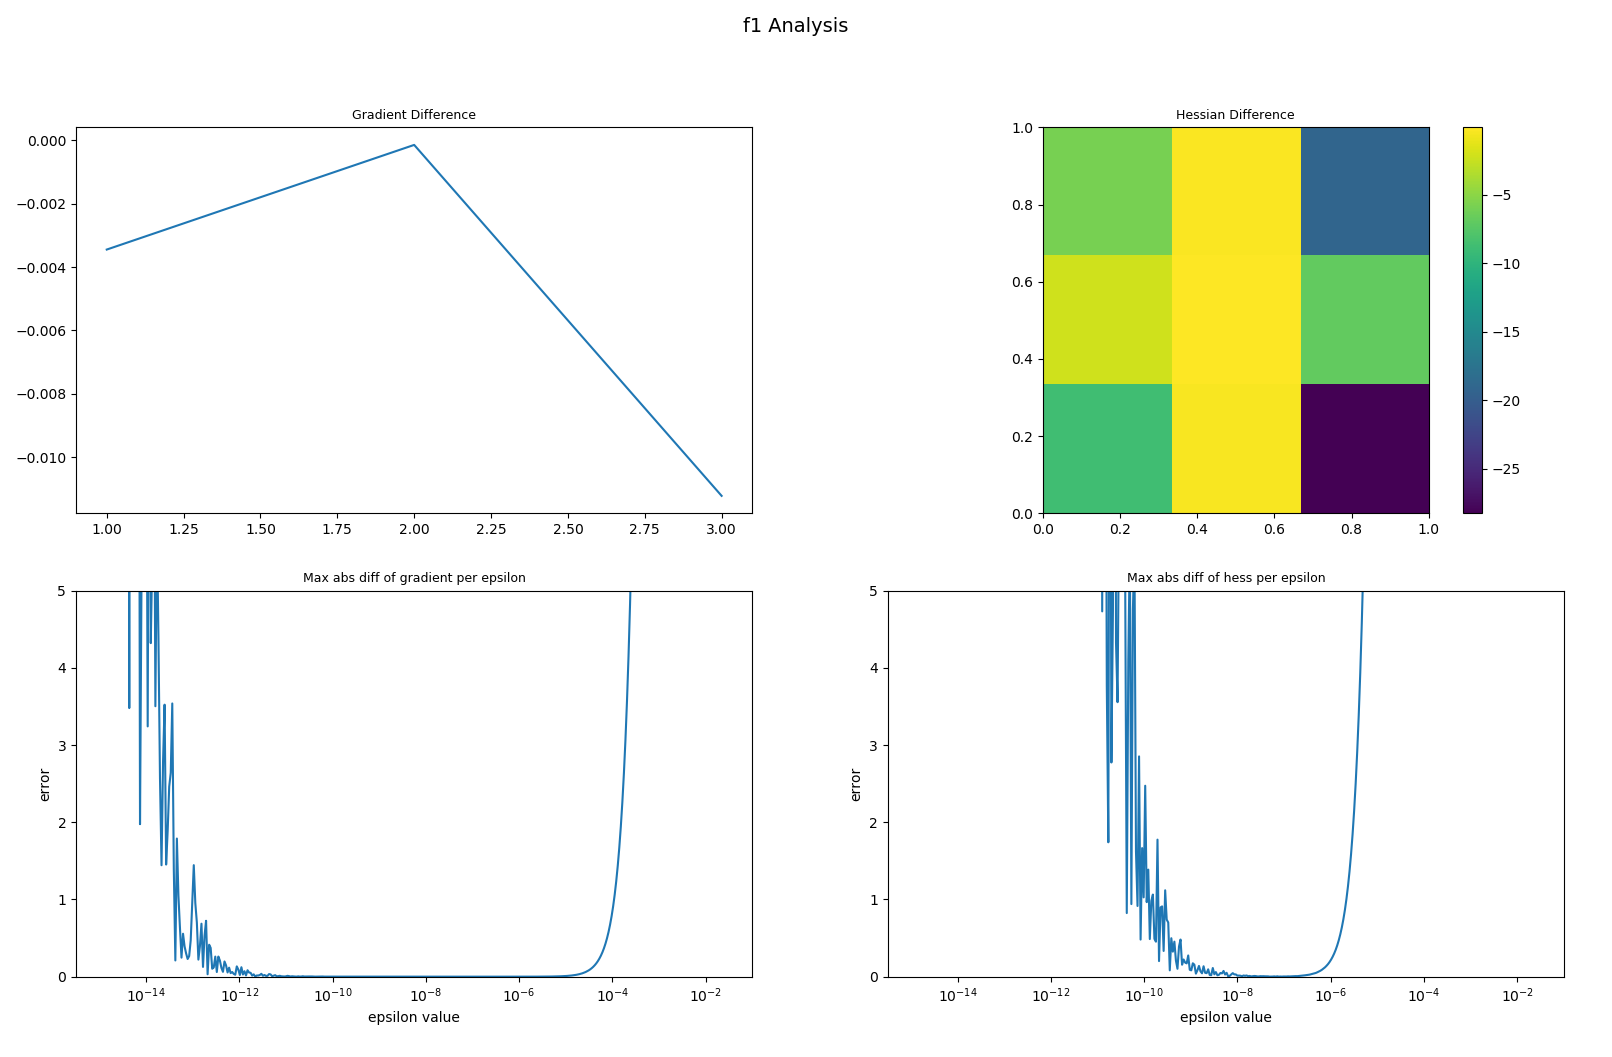 f1 Analysis
Gradient Difference
0.000
−0.002
−0.004
−0.006
−0.008
−0.010
1.00 1.25 1.50 1.75 2.00 2.25 2.50 2.75 3.00
Hessian Difference
1.0
0.8
0.6
0.4
0.2
0.0
0.0 0.2 0.4 0.6 0.8 1.0
−5
−10
−15
−20
−25
Max abs diff of gradient per epsilon
error
5
4
3
2
1
0
10⁻¹⁴ 10⁻¹² 10⁻¹⁰ 10⁻⁸ 10⁻⁶ 10⁻⁴ 10⁻²
epsilon value
Max abs diff of hess per epsilon
error
5
4
3
2
1
0
10⁻¹⁴ 10⁻¹² 10⁻¹⁰ 10⁻⁸ 10⁻⁶ 10⁻⁴ 10⁻²
epsilon value